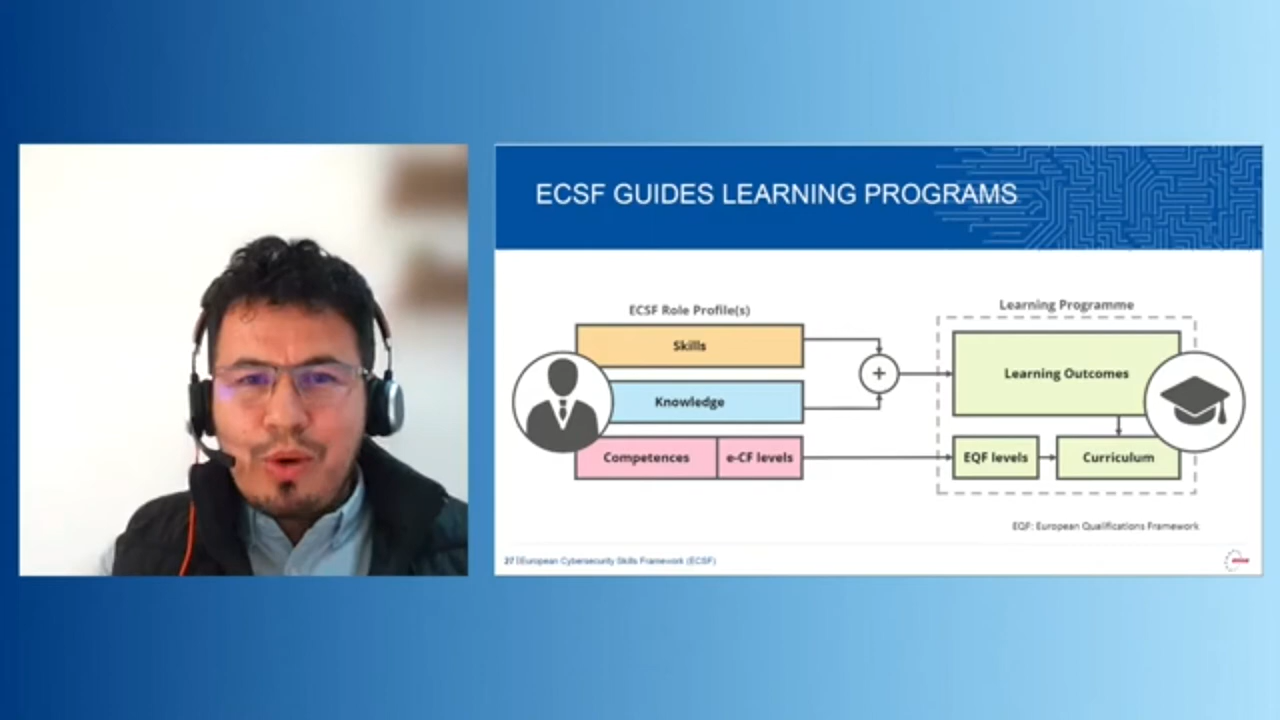 ECSF GUIDES LEARNING PROGRAMS
ECSF Role Profile(s)
Skills
Knowledge
Competences
e-CF levels
+
Learning Programme
Learning Outcomes
EQF levels
Curriculum
EQF: European Qualifications Framework
27 | European Cybersecurity Skills Framework (ECSF)